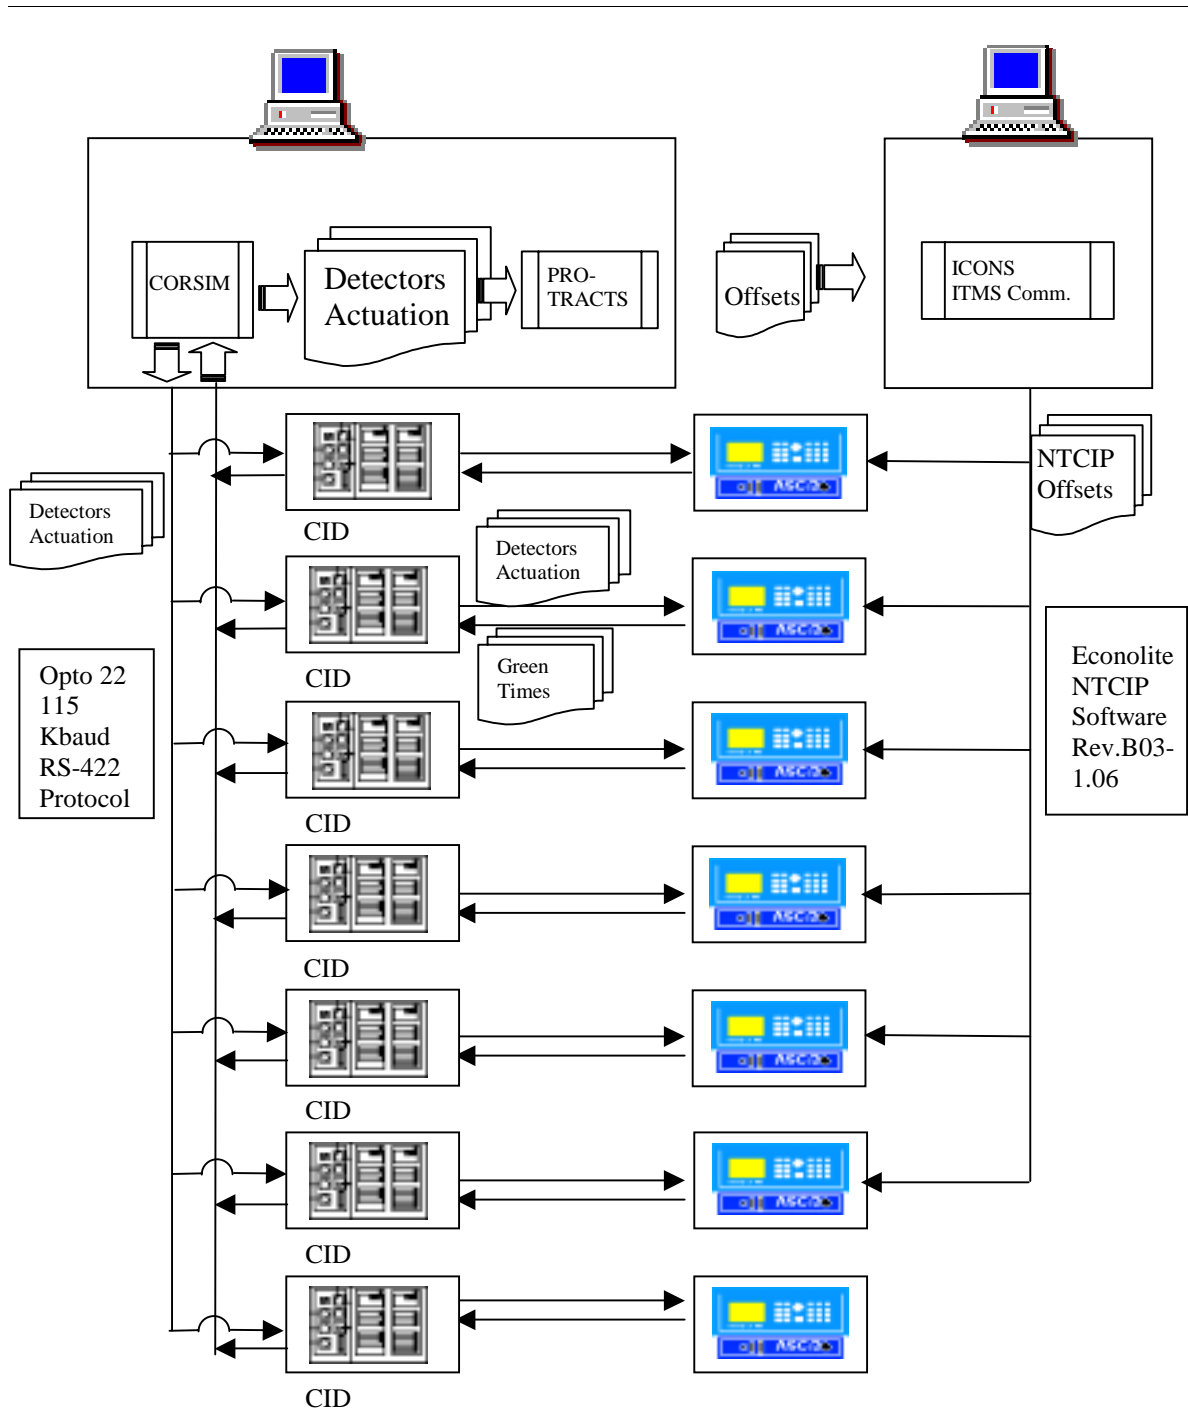 CORSIM
Detectors
Actuation
PRO-
TRACTS
Offsets
ICONS
ITMS Comm.
NTCIP
Offsets
Detectors
Actuation
CID
Detectors
Actuation
CID
Green
Times
Opto 22
115
Kbaud
RS-422
Protocol
Econolite
NTCIP
Software
Rev.B03-
1.06
CID
CID
CID
CID
CID